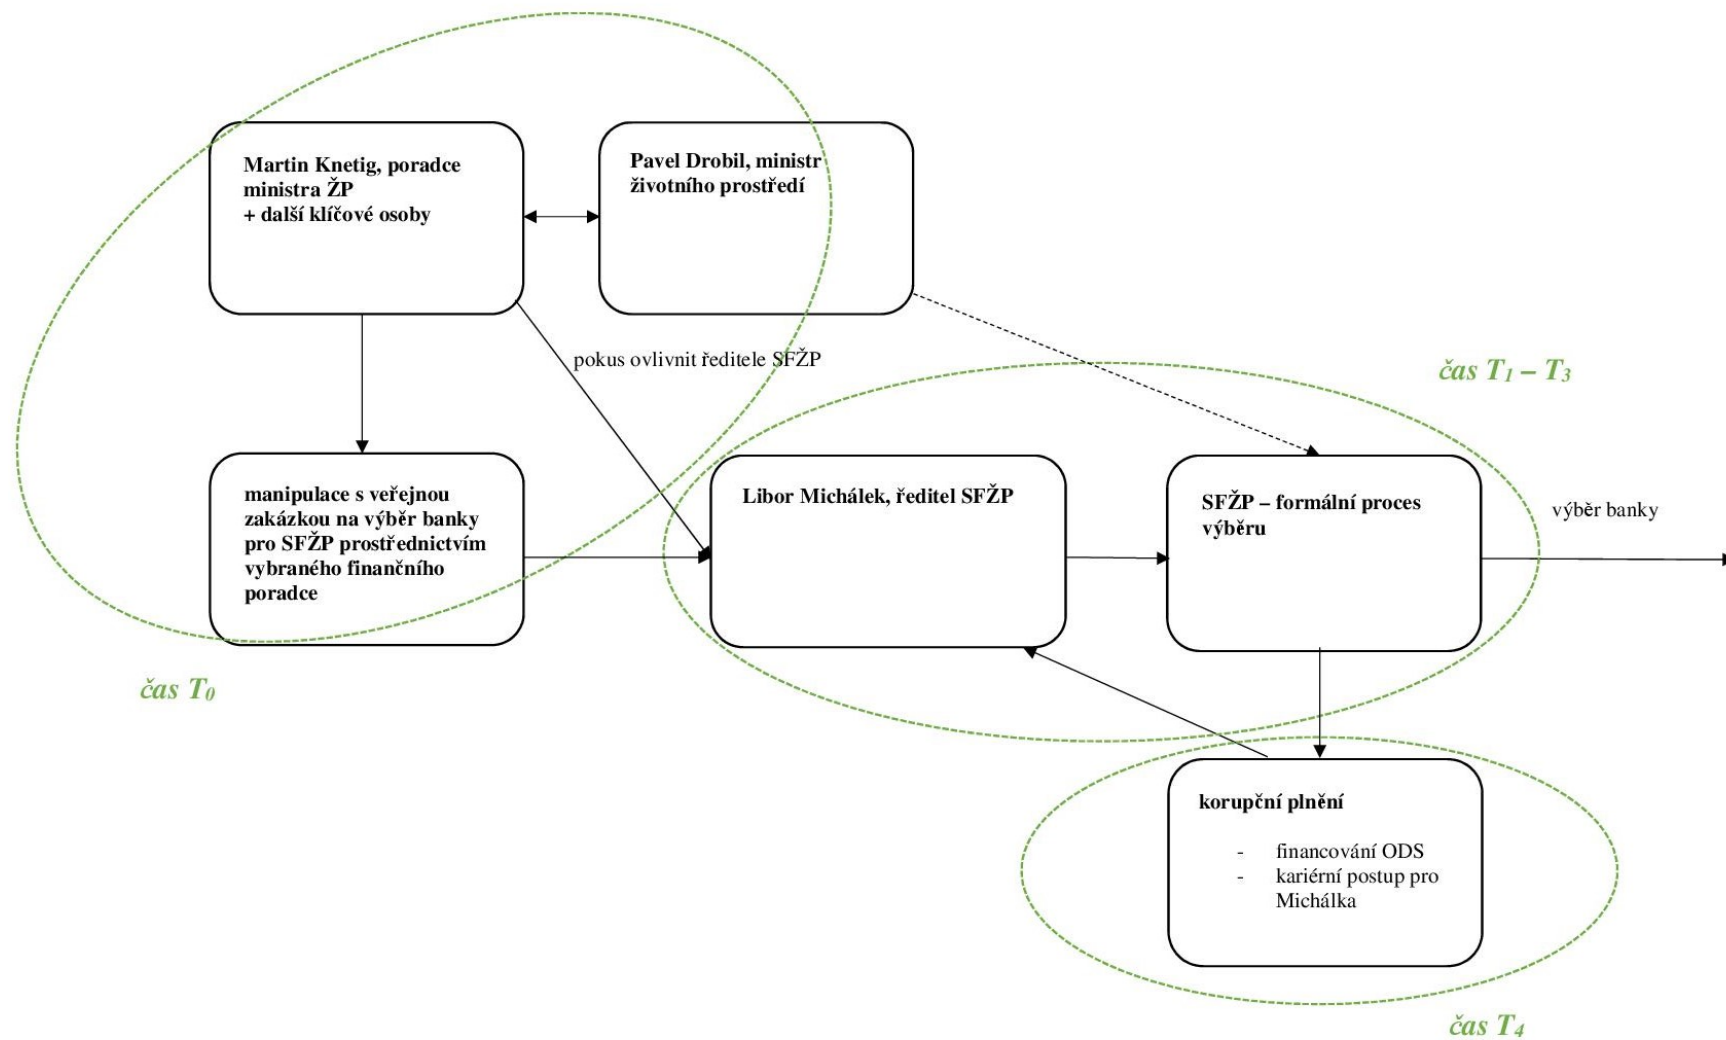 Martin Knetig, poradce
ministra ŽP
+ další klíčové osoby
Pavel Drobil, ministr
životního prostředí
pokus ovlivnit ředitele SFŽP
čas T1 – T3
manipulace s veřejnou
zakázkou na výběr banky
pro SFŽP prostřednictvím
vybraného finančního
poradce
Libor Michálek, ředitel SFŽP
SFŽP – formální proces
výběru
výběr banky
čas T0
korupční plnění
- financování ODS
- kariérní postup pro
Michálka
čas T4